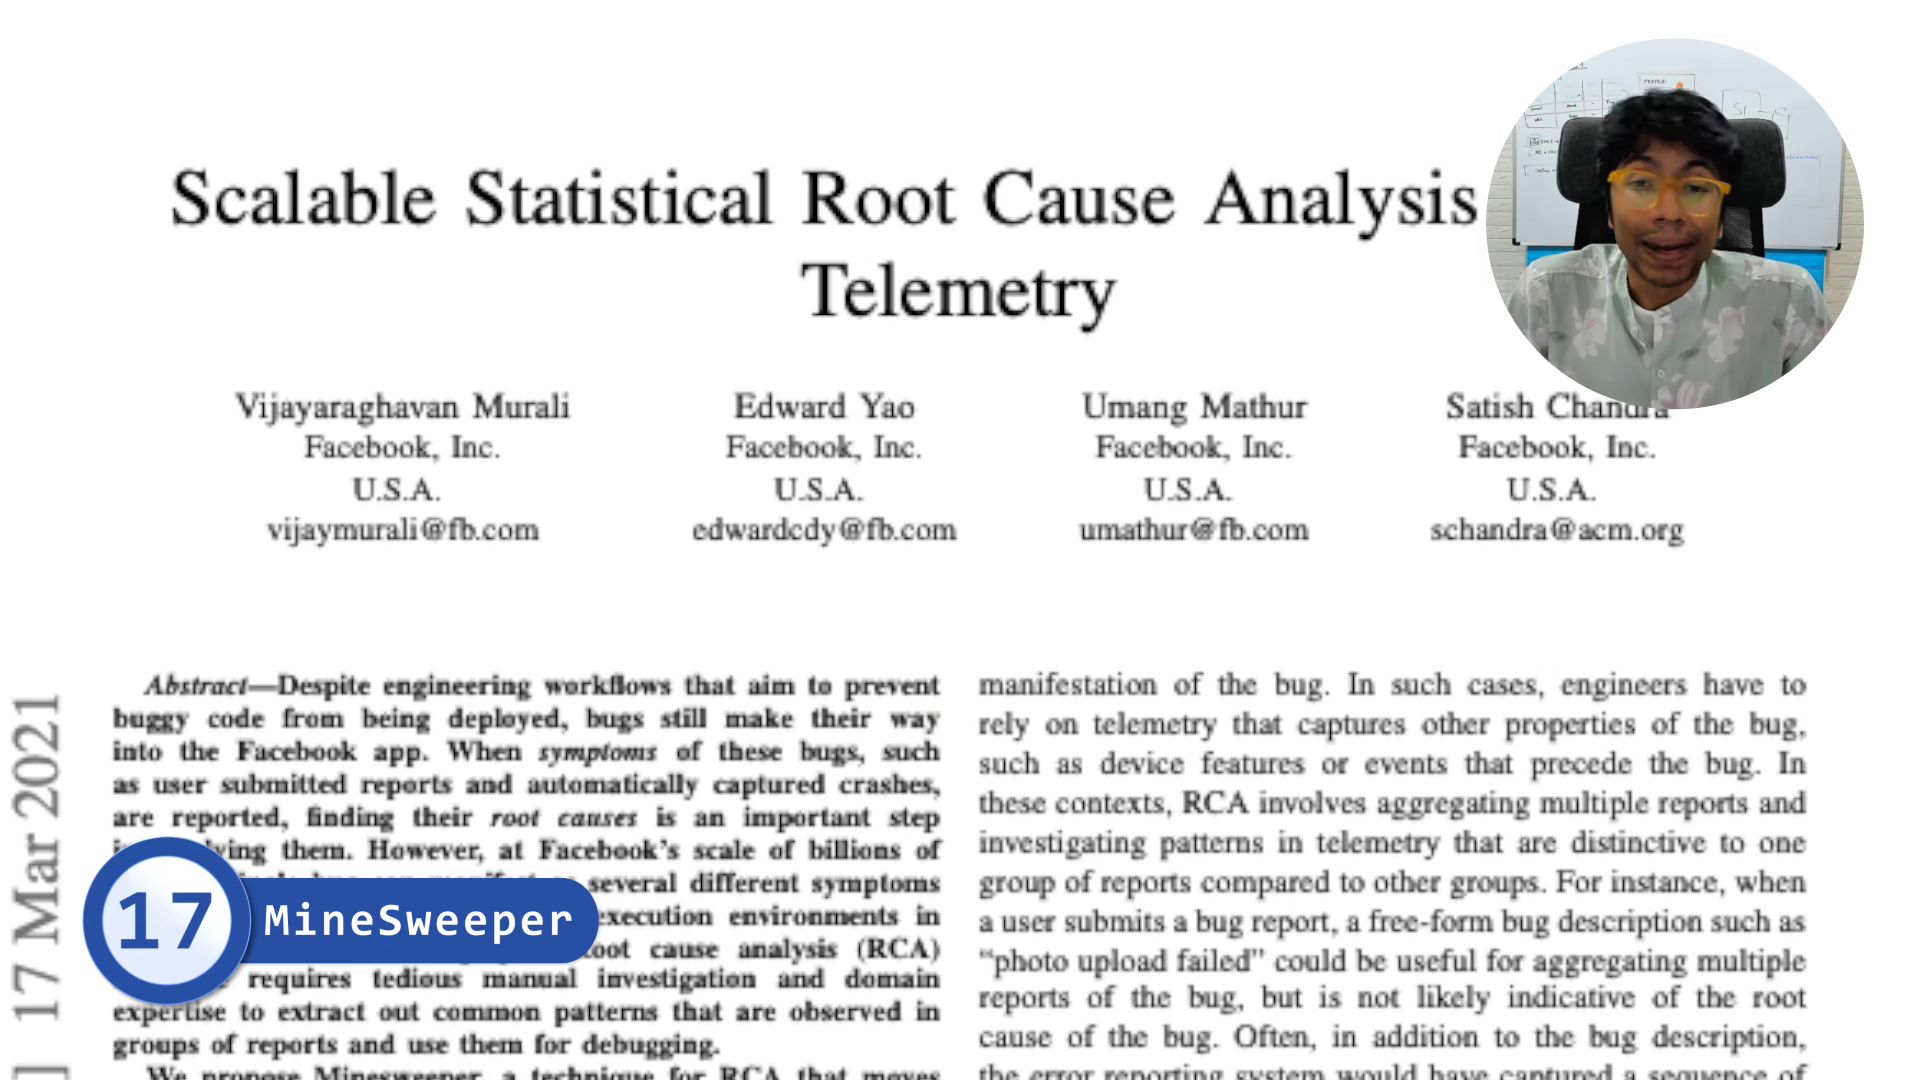 Scalable Statistical Root Cause Analysis
Telemetry
Vijayaraghavan Murali
Facebook, Inc.
U.S.A.
vijaymurali@fb.com
Edward Yao
Facebook, Inc.
U.S.A.
edwardcdy@fb.com
Umang Mathur
Facebook, Inc.
U.S.A.
umathur@fb.com
Satish Chandra
Facebook, Inc.
U.S.A.
schandra@acm.org
17 Mar 2021
Abstract—Despite engineering workflows that aim to prevent
buggy code from being deployed, bugs still make their way
into the Facebook app. When symptoms of these bugs, such
as user submitted reports and automatically captured crashes,
are reported, finding their root causes is an important step
them. However, at Facebook's scale of billions of
several different symptoms
execution environments in
root cause analysis (RCA)
requires tedious manual investigation and domain
expertise to extract out common patterns that are observed in
groups of reports and use them for debugging.
We propose Minesweeper, a technique for RCA that moves
manifestation of the bug. In such cases, engineers have to
rely on telemetry that captures other properties of the bug,
such as device features or events that precede the bug. In
these contexts, RCA involves aggregating multiple reports and
investigating patterns in telemetry that are distinctive to one
group of reports compared to other groups. For instance, when
a user submits a bug report, a free-form bug description such as
“photo upload failed” could be useful for aggregating multiple
reports of the bug, but is not likely indicative of the root
cause of the bug. Often, in addition to the bug description,
the error reporting system would have captured a sequence of
17
MineSweeper